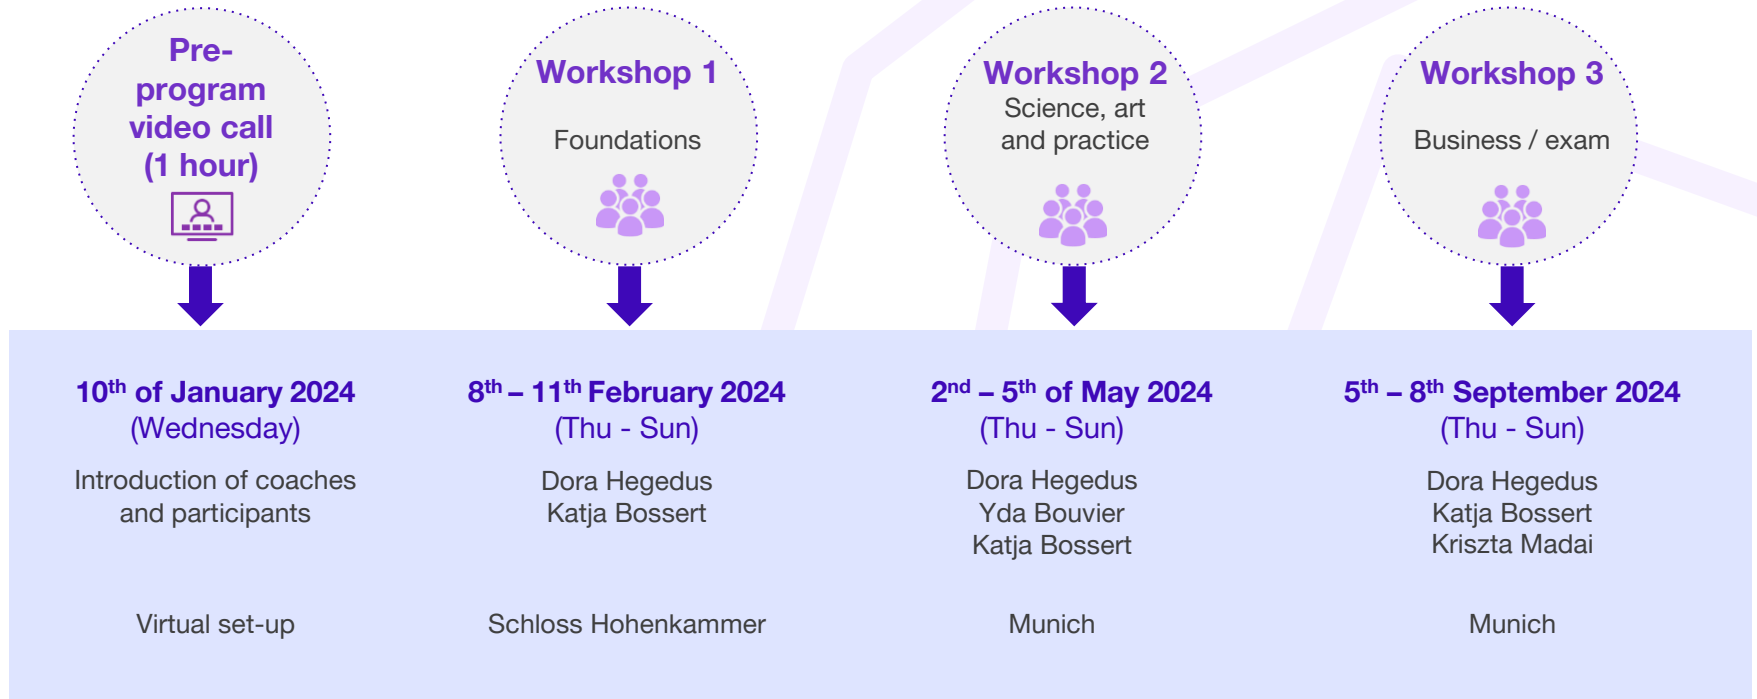 Pre-
program
video call
(1 hour)
Workshop 1
Foundations
Workshop 2
Science, art
and practice
Workshop 3
Business / exam
10th of January 2024
(Wednesday)
Introduction of coaches
and participants
Virtual set-up
8th – 11th February 2024
(Thu - Sun)
Dora Hegedus
Katja Bossert
Schloss Hohenkammer
2nd – 5th of May 2024
(Thu - Sun)
Dora Hegedus
Yda Bouvier
Katja Bossert
Munich
5th – 8th September 2024
(Thu - Sun)
Dora Hegedus
Katja Bossert
Kriszta Madai
Munich